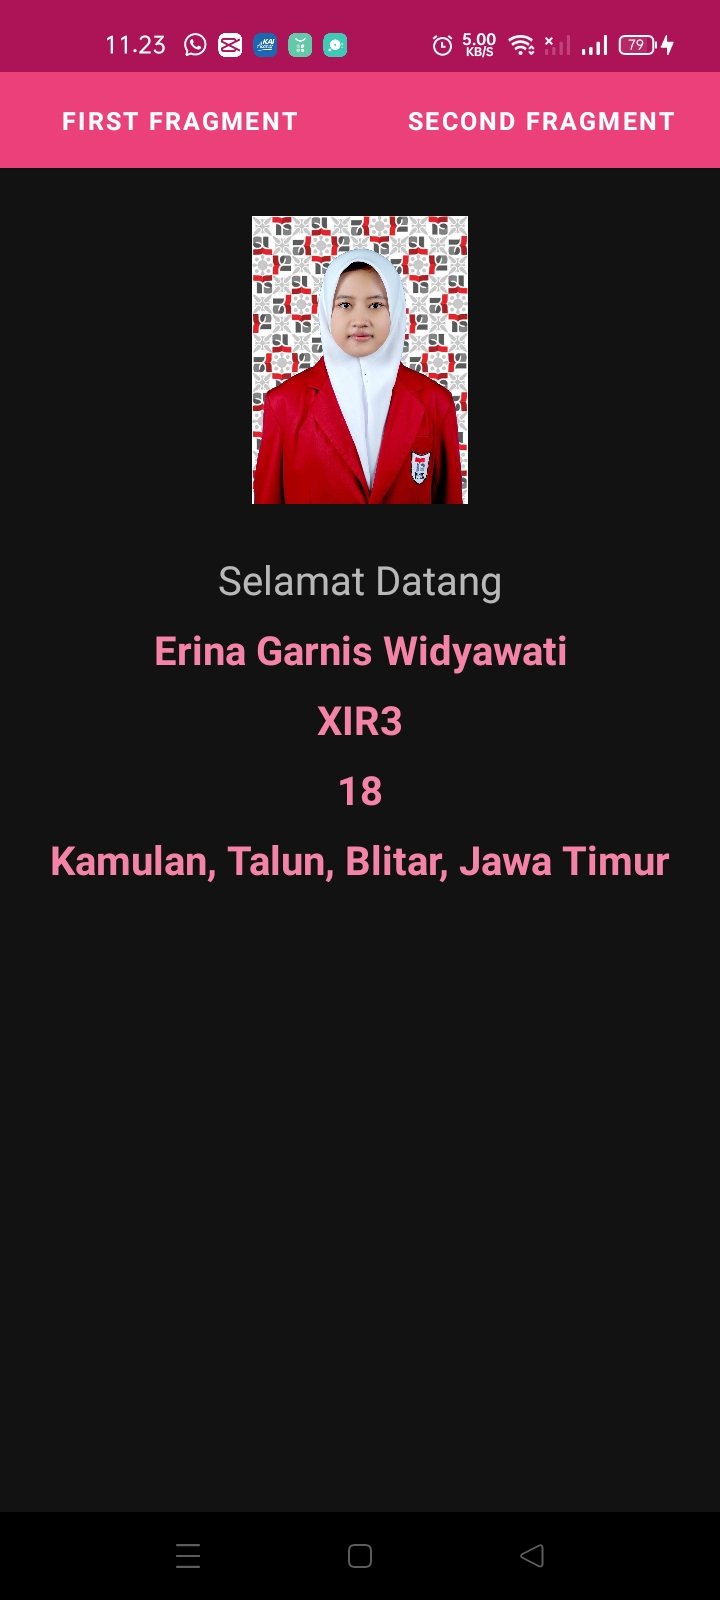 11.23 5.00 KB/S 79
FIRST FRAGMENT SECOND FRAGMENT
Selamat Datang
Erina Garnis Widyawati
XIR3
18
Kamulan, Talun, Blitar, Jawa Timur